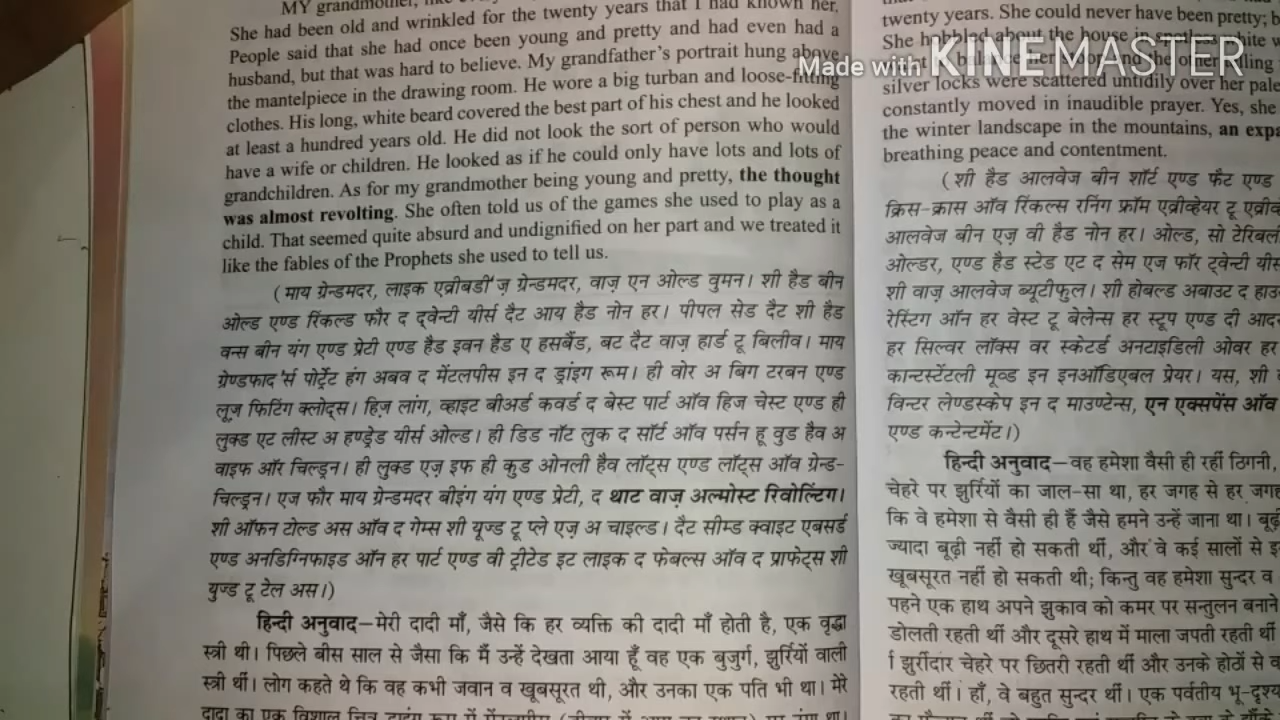 MY grandmother, like
She had been old and wrinkled for the twenty years that I had known her,
People said that she had once been young and pretty and had even had a
husband, but that was hard to believe. My grandfather's portrait hung above
the mantelpiece in the drawing room. He wore a big turban and loose-fitting
clothes. His long, white beard covered the best part of his chest and he looked
at least a hundred years old. He did not look the sort of person who would
have a wife or children. He looked as if he could only have lots and lots of
grandchildren. As for my grandmother being young and pretty, the thought
was almost revolting. She often told us of the games she used to play as a
child. That seemed quite absurd and undignified on her part and we treated it
like the fables of the Prophets she used to tell us.
(माय ग्रेन्डमदर, लाइक एव्रीबडी'ज़ ग्रेन्डमदर, वाज़ एन ओल्ड वुमन। शी हैड बीन
ओल्ड एण्ड रिंकल्ड फौर द ट्वेन्टी यीर्स दैट आय हैड नोन हर। पीपल सेड दैट शी हैड
वन्स बीन यंग एण्ड प्रेटी एण्ड हैड इवन हैड ए हसबैंड, बट दैट वाज़ हार्ड टू बिलीव। माय
ग्रेण्डफाद'र्स पोर्ट्रेट हंग अबव द मेंटलपीस इन द ड्रांइग रूम। ही वोर अ बिग टरबन एण्ड
लूज़ फिटिंग क्लोद्स। हिज़ लांग, व्हाइट बीअर्ड कवर्ड द बेस्ट पार्ट ऑव हिज चेस्ट एण्ड ही
लुक्ड एट लीस्ट अ हण्ड्रेड यीर्स ओल्ड। ही डिड नॉट लुक द सॉर्ट ऑव पर्सन हू वुड हैव अ
वाइफ ऑर चिल्ड्रन। ही लुक्ड एज़ इफ ही कुड ओनली हैव लॉट्स एण्ड लॉट्स ऑव ग्रेन्ड-
चिल्ड्रन। एज फौर माय ग्रेन्डमदर बीइंग यंग एण्ड प्रेटी, द थाट वाज़ अल्मोस्ट रिवोल्टिंग।
शी ऑफन टोल्ड अस ऑव द गेम्स शी यूज्ड टू प्ले एज़ अ चाइल्ड। दैट सीम्ड क्वाइट एबसर्ड
एण्ड अनडिग्निफाइड ऑन हर पार्ट एण्ड वी ट्रीटेड इट लाइक द फेबल्स ऑव द प्राफेट्स शी
युज्ड टू टेल अस।)
हिन्दी अनुवाद–मेरी दादी माँ, जैसे कि हर व्यक्ति की दादी माँ होती है, एक वृद्धा
स्त्री थी। पिछले बीस साल से जैसा कि मैं उन्हें देखता आया हूँ वह एक बुजुर्ग, झुर्रियों वाली
स्त्री थीं। लोग कहते थे कि वह कभी जवान व खूबसूरत थी, और उनका एक पति भी था। मेरे
twenty years. She could never have been pretty; b
She hobbled about the house in spotless white w
silver locks were scattered untidily over her pale
constantly moved in inaudible prayer. Yes, she
the winter landscape in the mountains, an expa
breathing peace and contentment.
(शी हैड आलवेज बीन शॉर्ट एण्ड फैट एण्ड
क्रिस-क्रास ऑव रिंकल्स रनिंग फ्रॉम एव्रीव्हेयर टू एव्रीव
आलवेज बीन एज़ वी हैड नोन हर। ओल्ड, सो टेरिबली
ओल्डर, एण्ड हैड स्टेड एट द सेम एज फॉर ट्वेन्टी यीर्स
शी वाज़ आलवेज ब्यूटीफुल। शी होबल्ड अबाउट द हाउ
रेस्टिंग ऑन हर वेस्ट टू बेलेन्स हर स्टूप एण्ड दी आदर
हर सिल्वर लॉक्स वर स्केटर्ड अनटाइडिली ओवर हर
कान्टस्टेंटली मूव्ड इन इनऑडिएबल प्रेयर। यस, शी
विन्टर लेण्डस्केप इन द माउण्टेन्स, एन एक्सपेंस ऑव
एण्ड कन्टेन्टमेंट।)
हिन्दी अनुवाद–वह हमेशा वैसी ही रहीं ठिगनी,
चेहरे पर झुर्रियों का जाल-सा था, हर जगह से हर जगह
कि वे हमेशा से वैसी ही हैं जैसे हमने उन्हें जाना था। बूढ़ी
ज्यादा बूढ़ी नहीं हो सकती थीं, और वे कई सालों से इ
खूबसूरत नहीं हो सकती थी; किन्तु वह हमेशा सुन्दर व
पहने एक हाथ अपने झुकाव को कमर पर सन्तुलन बनाने
डोलती रहती थीं और दूसरे हाथ में माला जपती रहती थीं
झुर्रीदार चेहरे पर छितरी रहती थीं और उनके होठों से व
रहती थीं। हाँ, वे बहुत सुन्दर थीं। एक पर्वतीय भू-दृश्य
Made with KINEMASTER